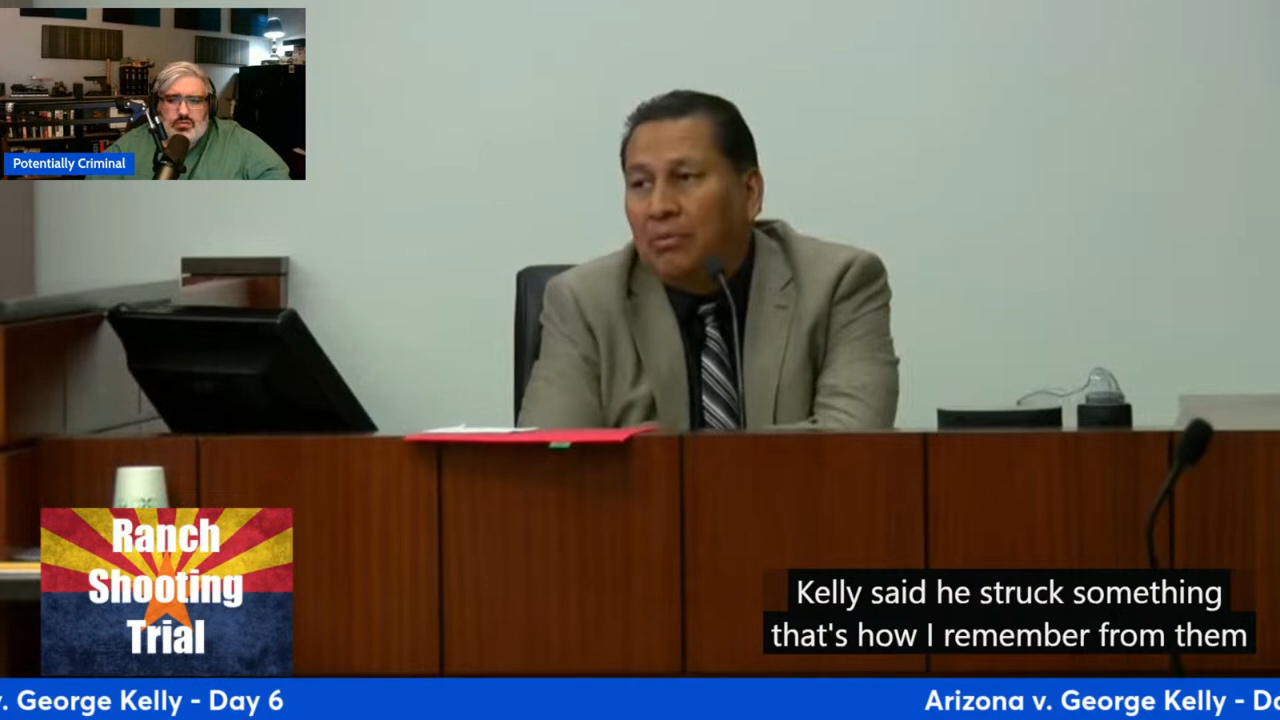 Potentially Criminal
Ranch
Shooting
Trial
Kelly said he struck something
that's how I remember from them
v. George Kelly - Day 6
Arizona v. George Kelly - Da